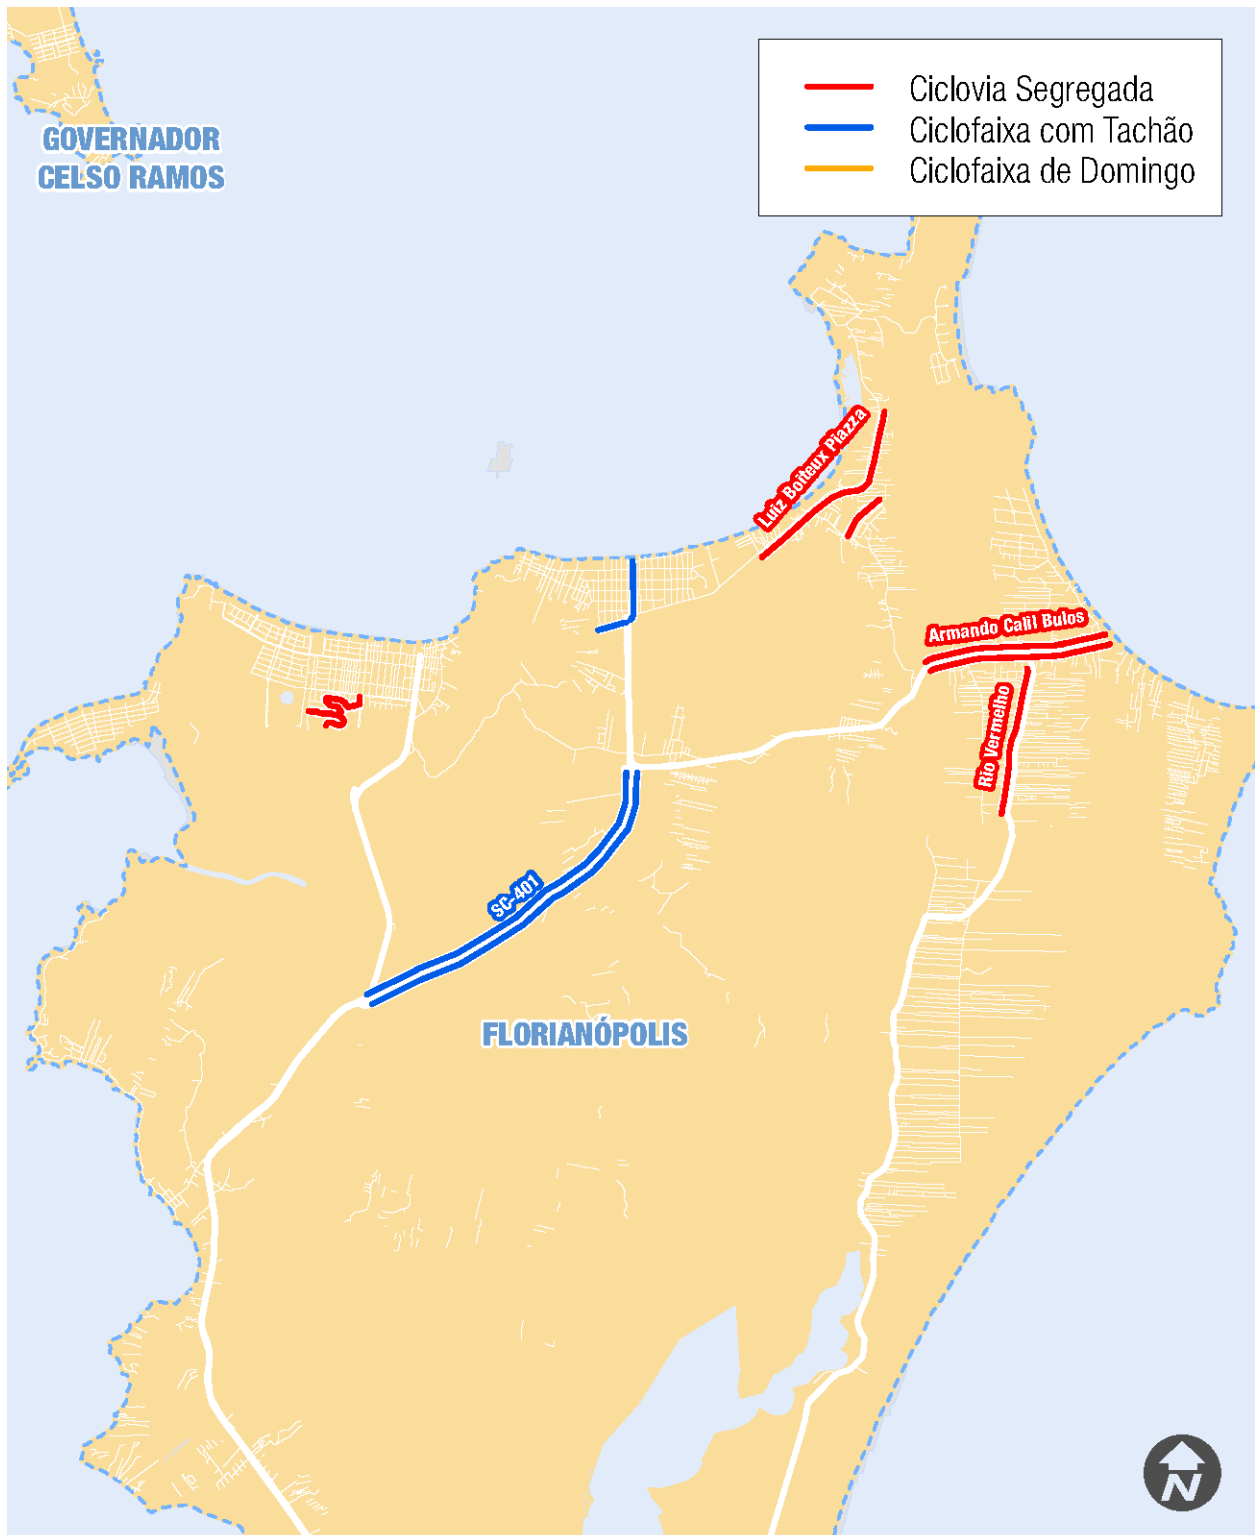 Ciclovia Segregada
Ciclofaixa com Tachão
Ciclofaixa de Domingo
GOVERNADOR
CELSO RAMOS
Luiz Boiteux Piazza
Armando Calil Bulos
Rio Vermelho
SC-401
FLORIANÓPOLIS
N